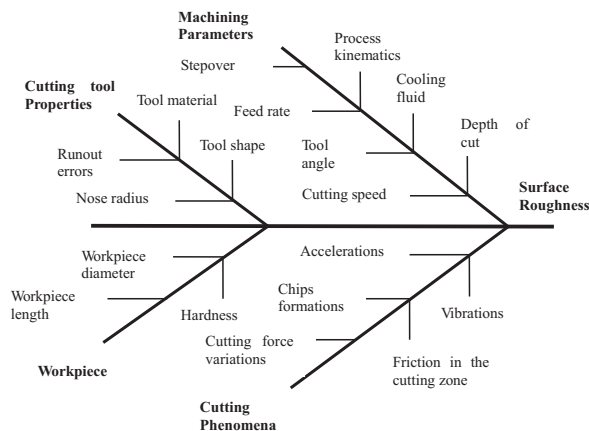 Machining
Parameters
Process
kinematics
Stepover
Cooling
fluid
Cutting tool
Properties
Tool material
Feed rate
Depth of
cut
Tool shape
Tool
angle
Runout
errors
Nose radius
Cutting speed
Surface
Roughness
Workpiece
diameter
Accelerations
Workpiece
length
Chips
formations
Hardness
Vibrations
Cutting force
variations
Friction in the
cutting zone
Workpiece
Cutting
Phenomena